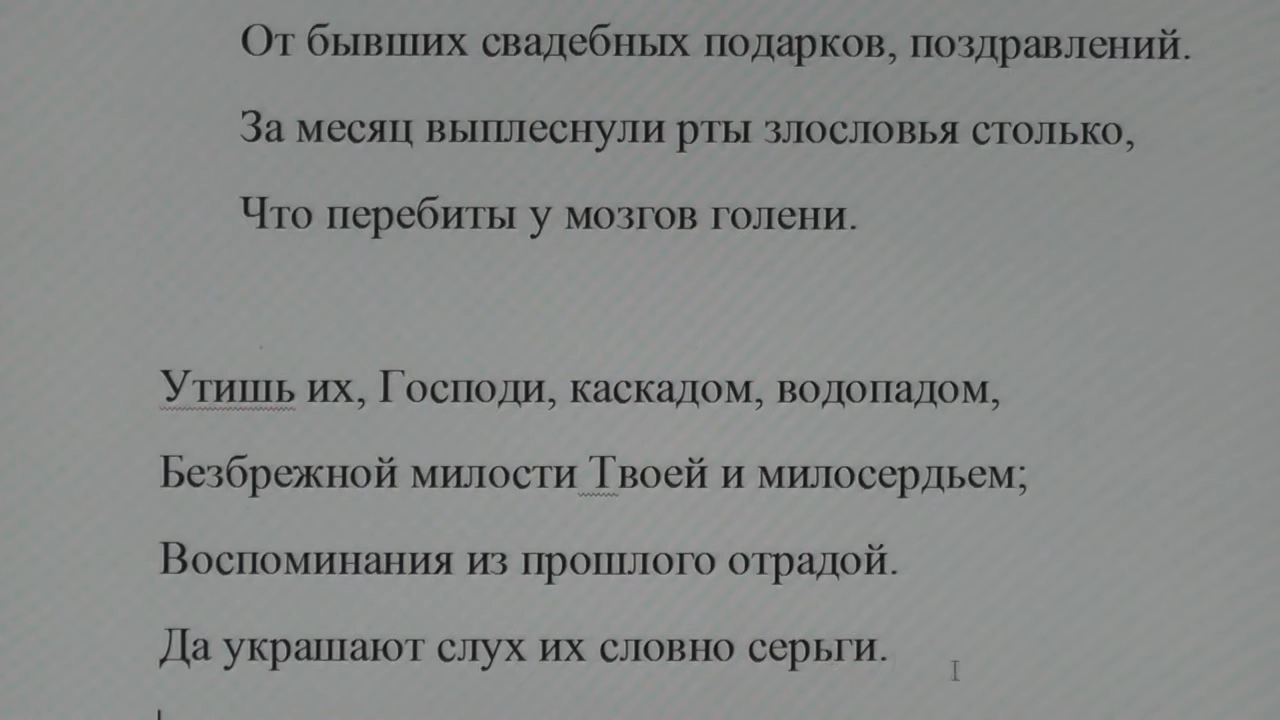 От бывших свадебных подарков, поздравлений.
За месяц выплеснули рты злословья столько,
Что перебиты у мозгов голени.
Утишь их, Господи, каскадом, водопадом,
Безбрежной милости Твоей и милосердьем;
Воспоминания из прошлого отрадой.
Да украшают слух их словно серьги.